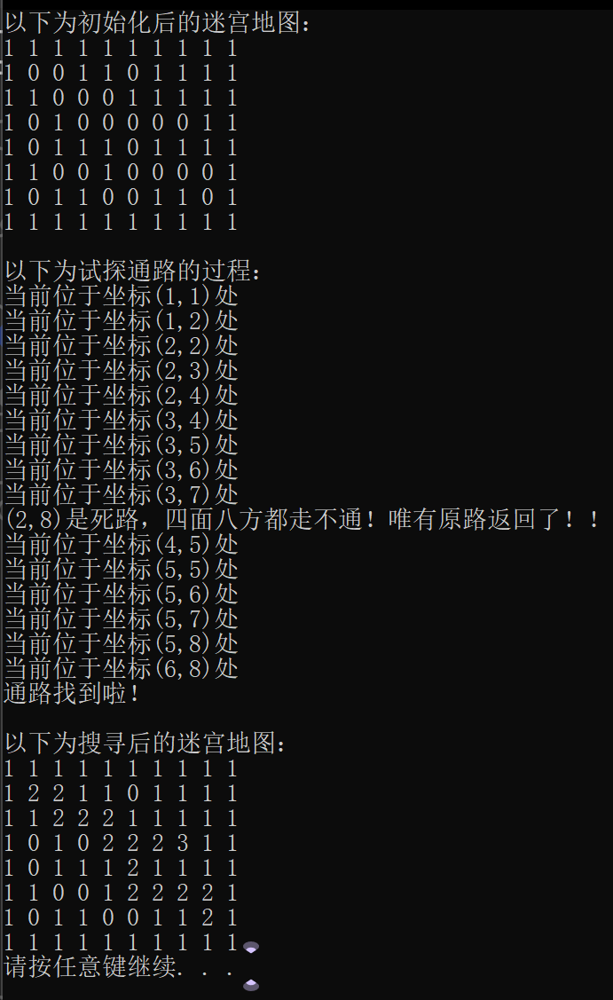 以下为初始化后的迷宫地图：
1 1 1 1 1 1 1 1 1 1
1 0 0 1 1 0 1 1 1 1
1 1 0 0 0 1 1 1 1 1
1 0 1 0 0 0 0 0 1 1
1 0 1 1 1 0 1 1 1 1
1 1 0 0 1 0 0 0 0 1
1 0 1 1 0 0 1 1 0 1
1 1 1 1 1 1 1 1 1 1
以下为试探通路的过程：
当前位于坐标(1,1)处
当前位于坐标(1,2)处
当前位于坐标(2,2)处
当前位于坐标(2,3)处
当前位于坐标(2,4)处
当前位于坐标(3,4)处
当前位于坐标(3,5)处
当前位于坐标(3,6)处
当前位于坐标(3,7)处
(2,8)是死路，四面八方都走不通！唯有原路返回了！！
当前位于坐标(4,5)处
当前位于坐标(5,5)处
当前位于坐标(5,6)处
当前位于坐标(5,7)处
当前位于坐标(5,8)处
当前位于坐标(6,8)处
通路找到啦！
以下为搜寻后的迷宫地图：
1 1 1 1 1 1 1 1 1 1
1 2 2 1 1 0 1 1 1 1
1 1 2 2 2 1 1 1 1 1
1 0 1 0 2 2 2 3 1 1
1 0 1 1 1 2 1 1 1 1
1 1 0 0 1 2 2 2 2 1
1 0 1 1 0 0 1 1 2 1
1 1 1 1 1 1 1 1 1 1
请按任意键继续. . .